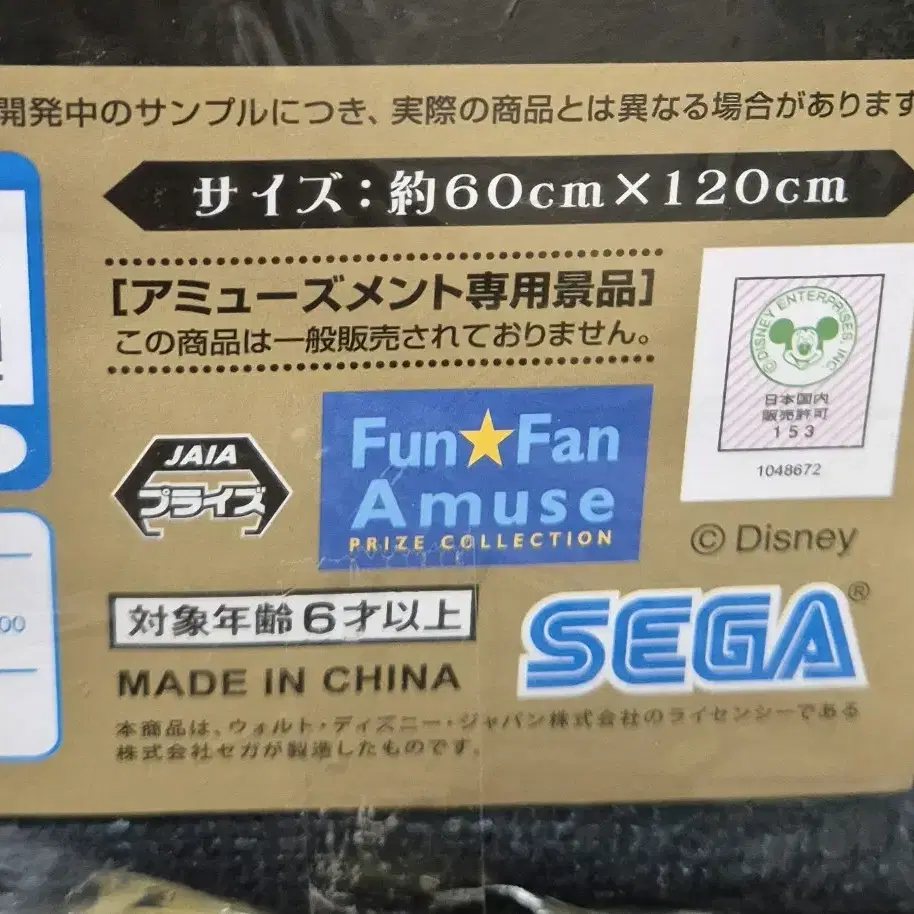 開発中のサンプルにつき、実際の商品とは異なる場合があります
サイズ：約60cm×120cm
[アミューズメント専用景品]
この商品は一般販売されておりません。
©DISNEY ENTERPRISES, INC.
日本国内
販売許可
153
1048672
JAIA
プライズ
Fun★Fan
Amuse
PRIZE COLLECTION
© Disney
対象年齢6才以上
SEGA®
MADE IN CHINA
本商品は、ウォルト・ディズニー・ジャパン株式会社のライセンシーである
株式会社セガが製造したものです。
00